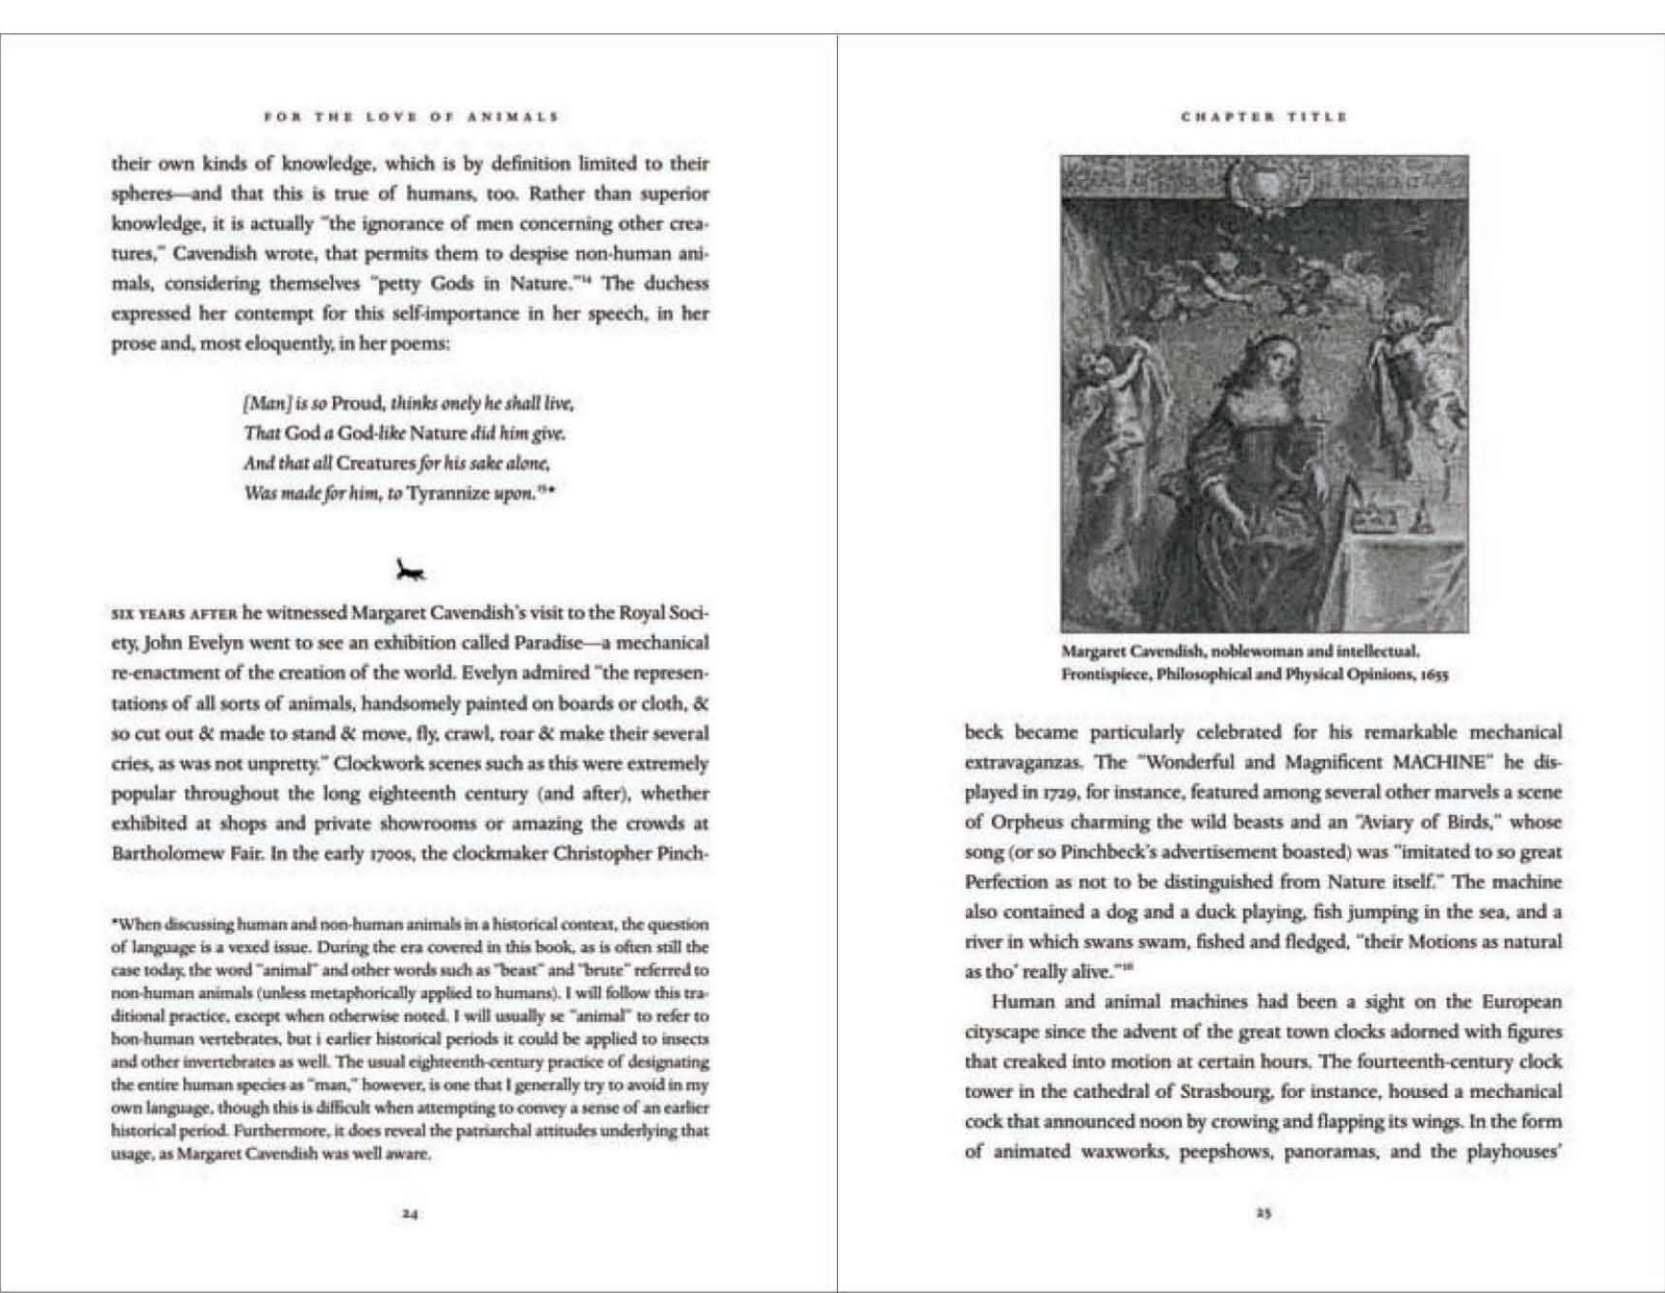 FOR THE LOVE OF ANIMALS
their own kinds of knowledge, which is by definition limited to their
spheres—and that this is true of humans, too. Rather than superior
knowledge, it is actually "the ignorance of men concerning other crea-
tures," Cavendish wrote, that permits them to despise non-human ani-
mals, considering themselves "petty Gods in Nature."14 The duchess
expressed her contempt for this self-importance in her speech, in her
prose and, most eloquently, in her poems:
[Man] is so Proud, thinks onely he shall live,
That God a God-like Nature did him give.
And that all Creatures for his sake alone,
Was made for him, to Tyrannize upon.15*
SIX YEARS AFTER he witnessed Margaret Cavendish's visit to the Royal Soci-
ety, John Evelyn went to see an exhibition called Paradise—a mechanical
re-enactment of the creation of the world. Evelyn admired "the represen-
tations of all sorts of animals, handsomely painted on boards or cloth, &
so cut out & made to stand & move, fly, crawl, roar & make their several
cries, as was not unpretty." Clockwork scenes such as this were extremely
popular throughout the long eighteenth century (and after), whether
exhibited at shops and private showrooms or amazing the crowds at
Bartholomew Fair. In the early 1700s, the clockmaker Christopher Pinch-
*When discussing human and non-human animals in a historical context, the question
of language is a vexed issue. During the era covered in this book, as is often still the
case today, the word "animal" and other words such as "beast" and "brute" referred to
non-human animals (unless metaphorically applied to humans). I will follow this tra-
ditional practice, except when otherwise noted. I will usually se "animal" to refer to
hon-human vertebrates, but i earlier historical periods it could be applied to insects
and other invertebrates as well. The usual eighteenth-century practice of designating
the entire human species as "man," however, is one that I generally try to avoid in my
own language, though this is difficult when attempting to convey a sense of an earlier
historical period. Furthermore, it does reveal the patriarchal attitudes underlying that
usage, as Margaret Cavendish was well aware.
24
CHAPTER TITLE
Margaret Cavendish, noblewoman and intellectual.
Frontispiece, Philosophical and Physical Opinions, 1655
beck became particularly celebrated for his remarkable mechanical
extravaganzas. The "Wonderful and Magnificent MACHINE" he dis-
played in 1729, for instance, featured among several other marvels a scene
of Orpheus charming the wild beasts and an "Aviary of Birds," whose
song (or so Pinchbeck's advertisement boasted) was "imitated to so great
Perfection as not to be distinguished from Nature itself." The machine
also contained a dog and a duck playing, fish jumping in the sea, and a
river in which swans swam, fished and fledged, "their Motions as natural
as tho' really alive."16
Human and animal machines had been a sight on the European
cityscape since the advent of the great town clocks adorned with figures
that creaked into motion at certain hours. The fourteenth-century clock
tower in the cathedral of Strasbourg, for instance, housed a mechanical
cock that announced noon by crowing and flapping its wings. In the form
of animated waxworks, peepshows, panoramas, and the playhouses'
25